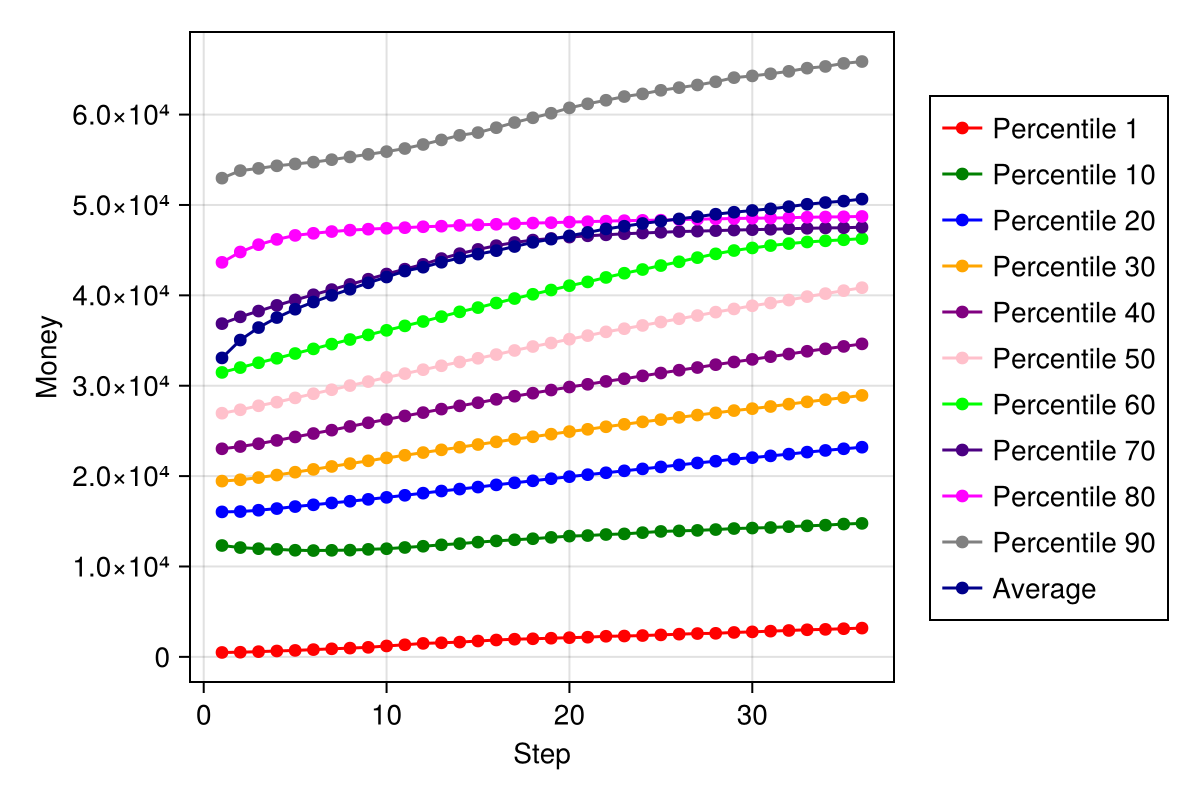 Money
6.0×10⁴
5.0×10⁴
4.0×10⁴
3.0×10⁴
2.0×10⁴
1.0×10⁴
0
0 10 20 30
Step
Percentile 1
Percentile 10
Percentile 20
Percentile 30
Percentile 40
Percentile 50
Percentile 60
Percentile 70
Percentile 80
Percentile 90
Average